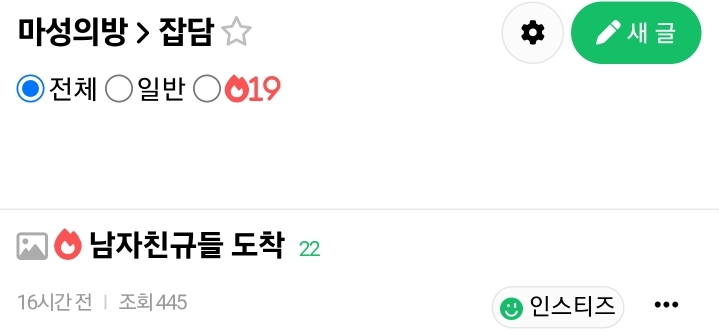 마성의방 > 잡담
새 글
전체 일반 19
남자친규들 도착 22
16시간 전 | 조회 445
인스티즈